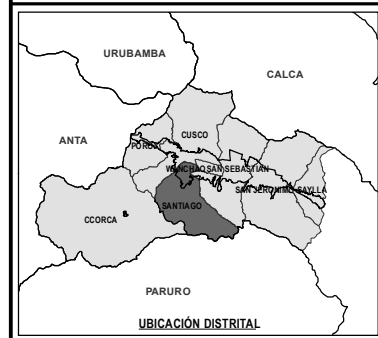 URUBAMBA
CALCA
ANTA
CUSCO
POROY
WANCHAQ SAN SEBASTIAN
SAN JERONIMO SAYLLA
SANTIAGO
CCORCA
PARURO
UBICACIÓN DISTRITAL